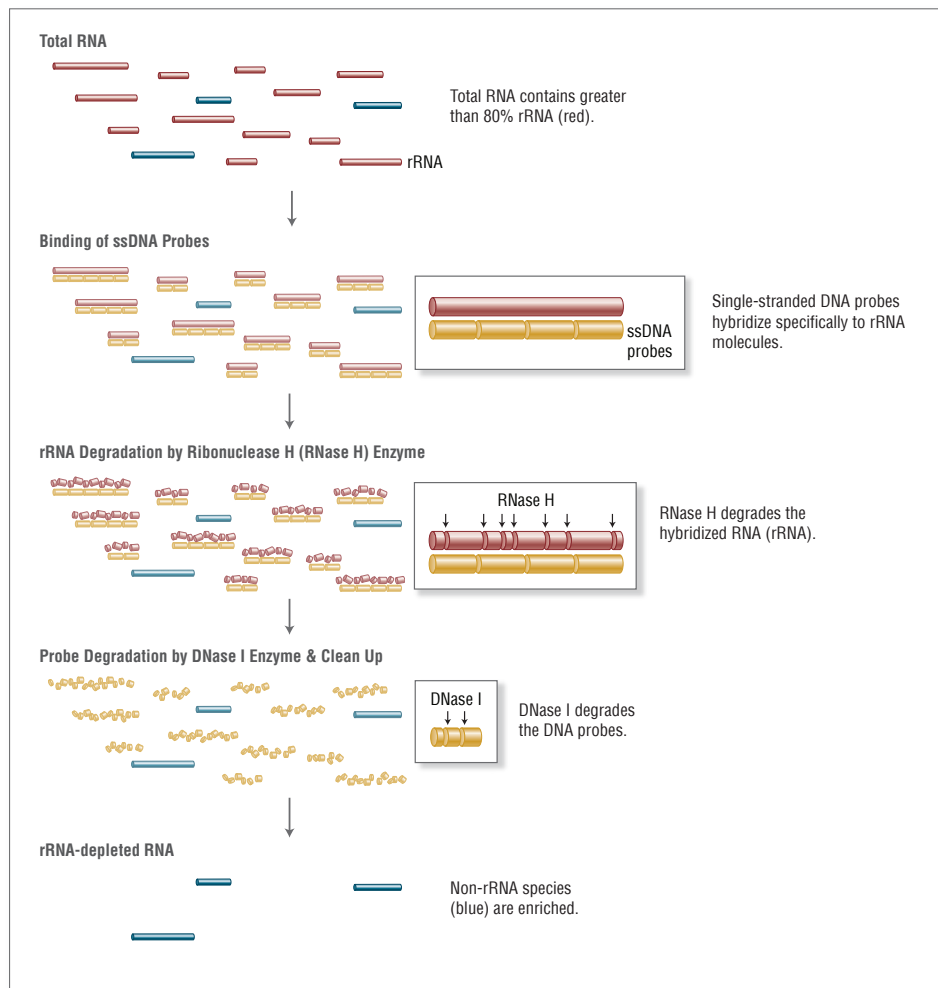 Total RNA
Total RNA contains greater
than 80% rRNA (red).
rRNA
Binding of ssDNA Probes
ssDNA
probes
Single-stranded DNA probes
hybridize specifically to rRNA
molecules.
rRNA Degradation by Ribonuclease H (RNase H) Enzyme
RNase H
RNase H degrades the
hybridized RNA (rRNA).
Probe Degradation by DNase I Enzyme & Clean Up
DNase I
DNase I degrades
the DNA probes.
rRNA-depleted RNA
Non-rRNA species
(blue) are enriched.